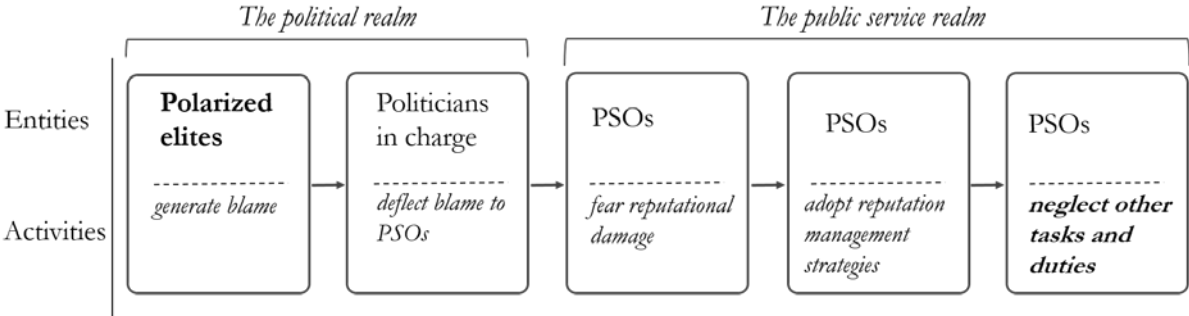 The political realm
The public service realm
Entities
Activities
Polarized
elites
generate blame
Politicians
in charge
deflect blame to
PSOs
PSOs
fear reputational
damage
PSOs
adopt reputation
management
strategies
PSOs
neglect other
tasks and
duties